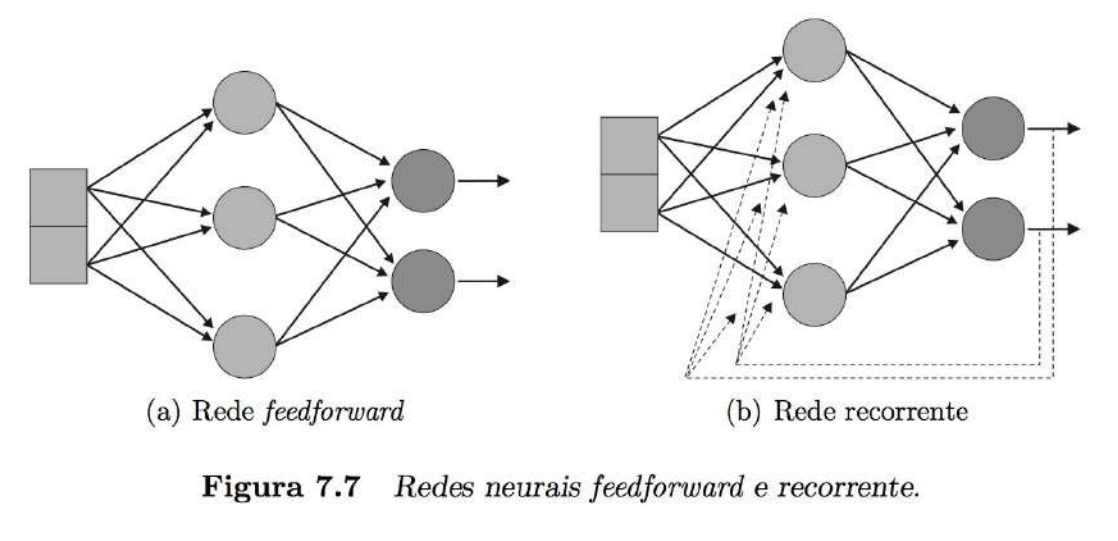 (a) Rede feedforward
(b) Rede recorrente
Figura 7.7 Redes neurais feedforward e recorrente.